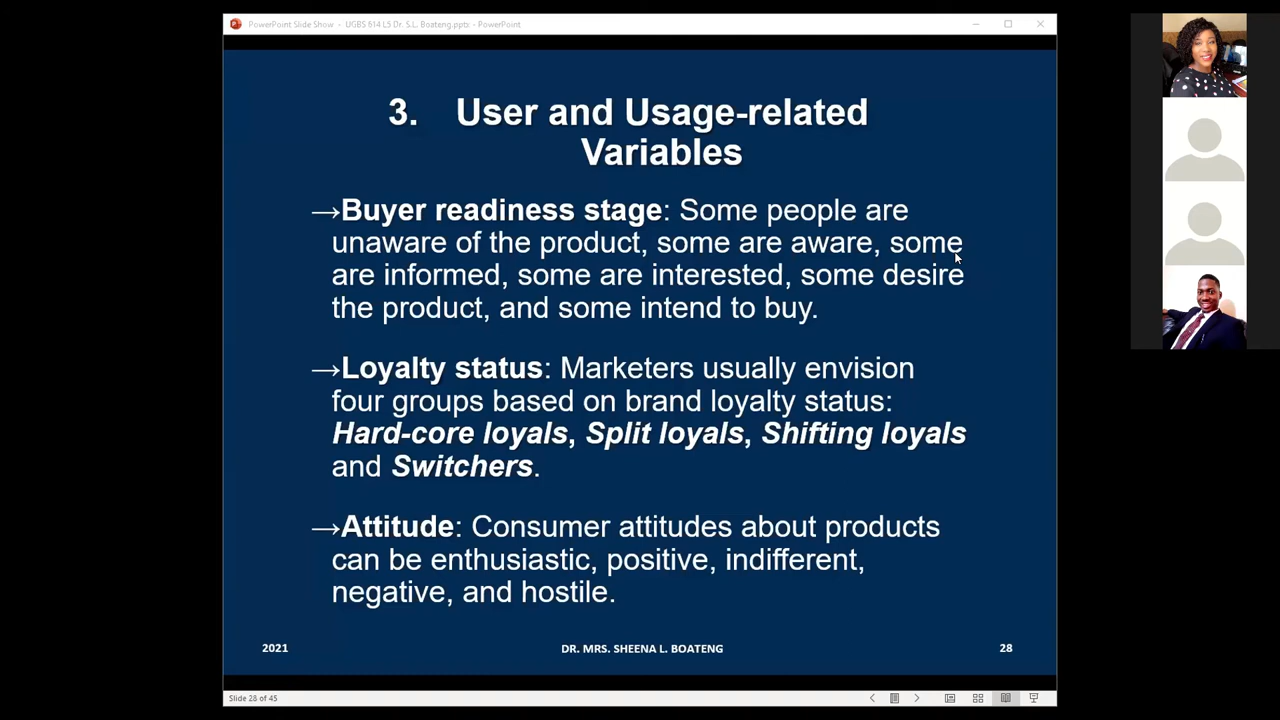 PowerPoint Slide Show - UGBS 614 L5 Dr. S.L. Boateng.pptx - PowerPoint
3. User and Usage-related
Variables
→Buyer readiness stage: Some people are
unaware of the product, some are aware, some
are informed, some are interested, some desire
the product, and some intend to buy.
→Loyalty status: Marketers usually envision
four groups based on brand loyalty status:
Hard-core loyals, Split loyals, Shifting loyals
and Switchers.
→Attitude: Consumer attitudes about products
can be enthusiastic, positive, indifferent,
negative, and hostile.
2021 DR. MRS. SHEENA L. BOATENG 28
Slide 28 of 45